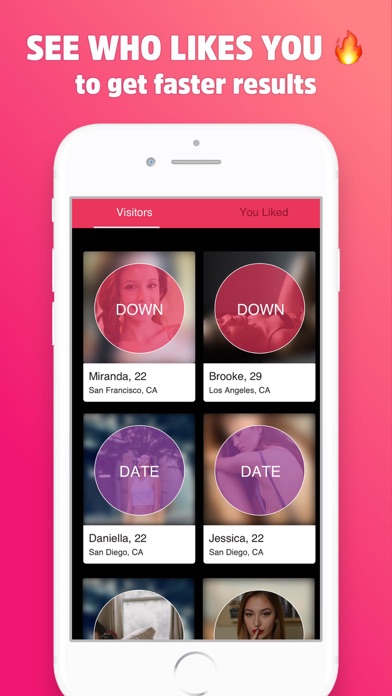 SEE WHO LIKES YOU 🔥
to get faster results
Visitors
You Liked
DOWN
DOWN
Miranda, 22
San Francisco, CA
Brooke, 29
Los Angeles, CA
DATE
DATE
Daniella, 22
San Diego, CA
Jessica, 22
San Diego, CA